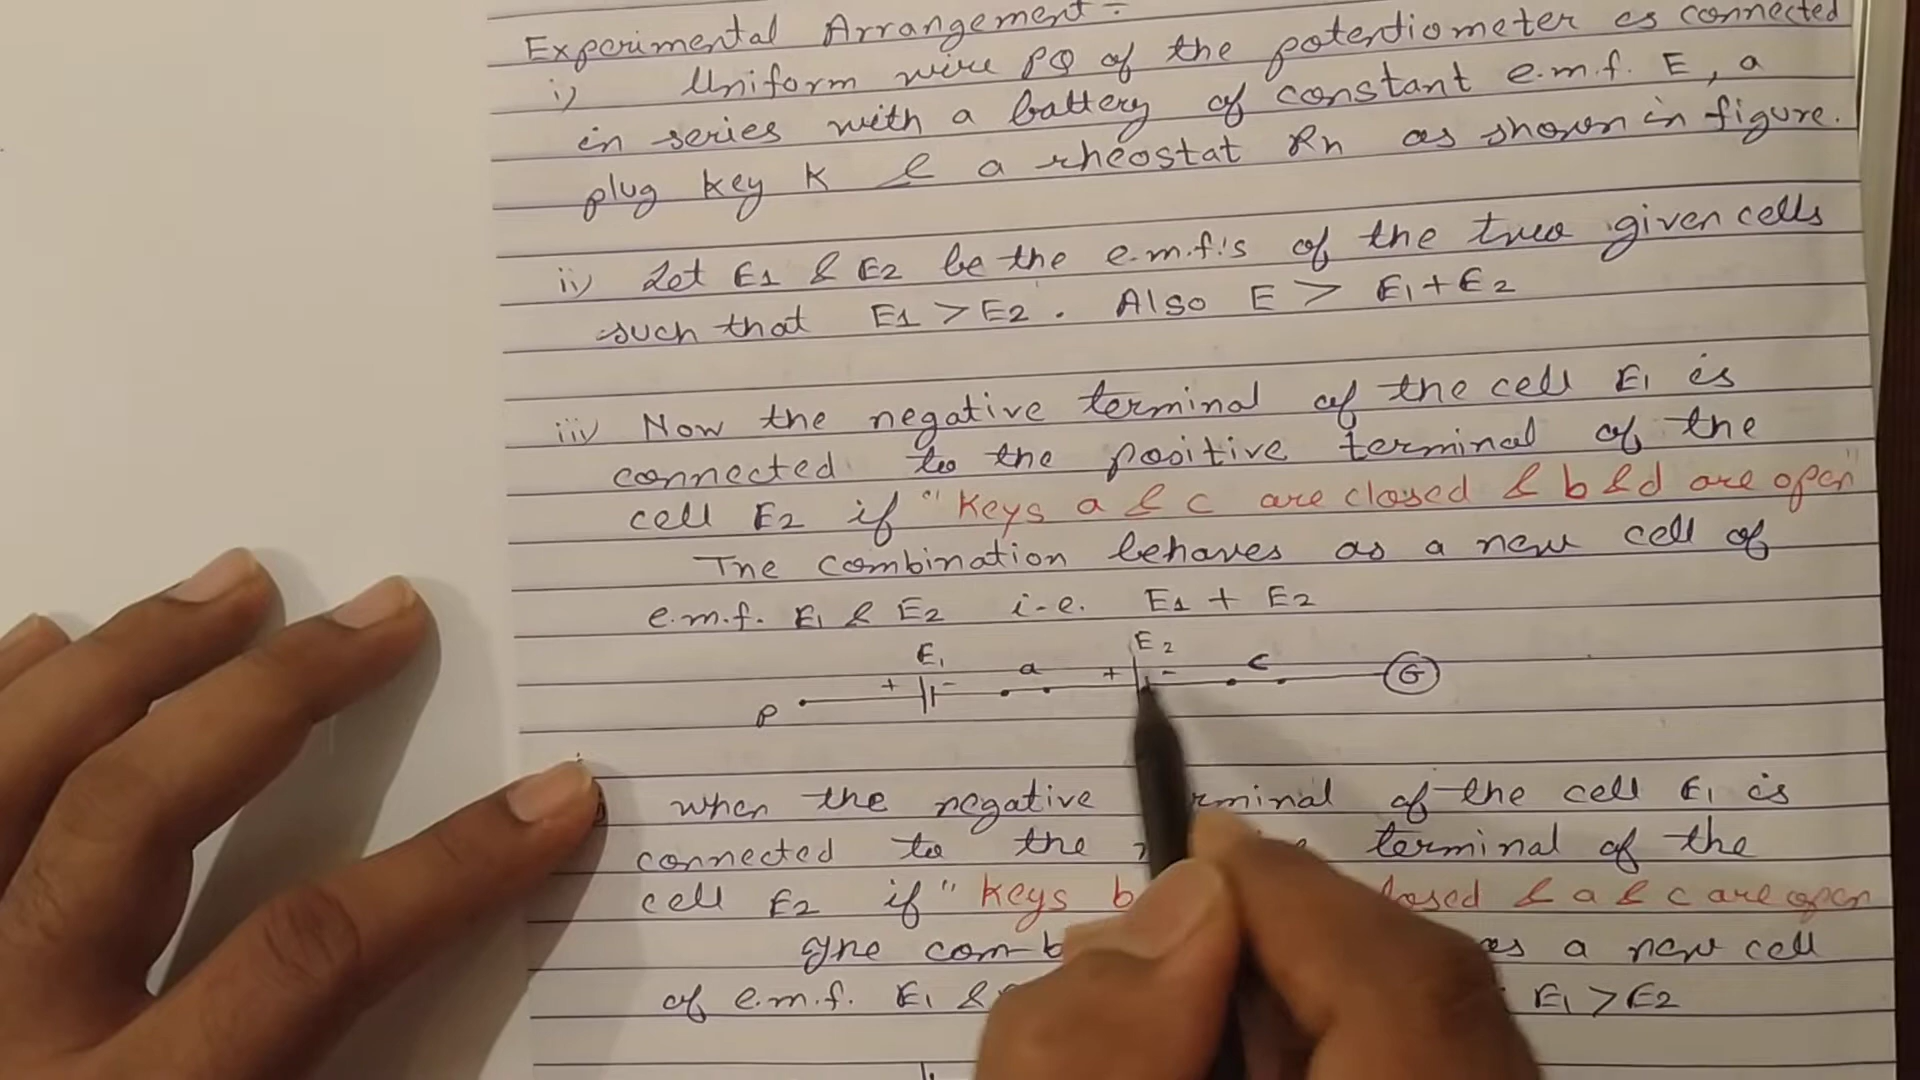 Experimental Arrangement:-
i) Uniform wire PQ of the potentiometer is connected
in series with a battery of constant e.m.f. E, a
plug key K & a rheostat Rh as shown in figure.
ii) Let E1 & E2 be the e.m.f.'s of the two given cells
such that E1 > E2. Also E > E1+E2
iii) Now the negative terminal of the cell E1 is
connected to the positive terminal of the
cell E2 if "Keys a & c are closed & b & d are open"
The combination behaves as a new cell of
e.m.f. E1 & E2 i.e. E1 + E2
E1 a E2 c
P + - + - G
when the negative terminal of the cell E1 is
connected to the terminal of the
cell E2 if "Keys b closed & a & c are open
The comb as a new cell
of e.m.f. E1 & E1 > E2